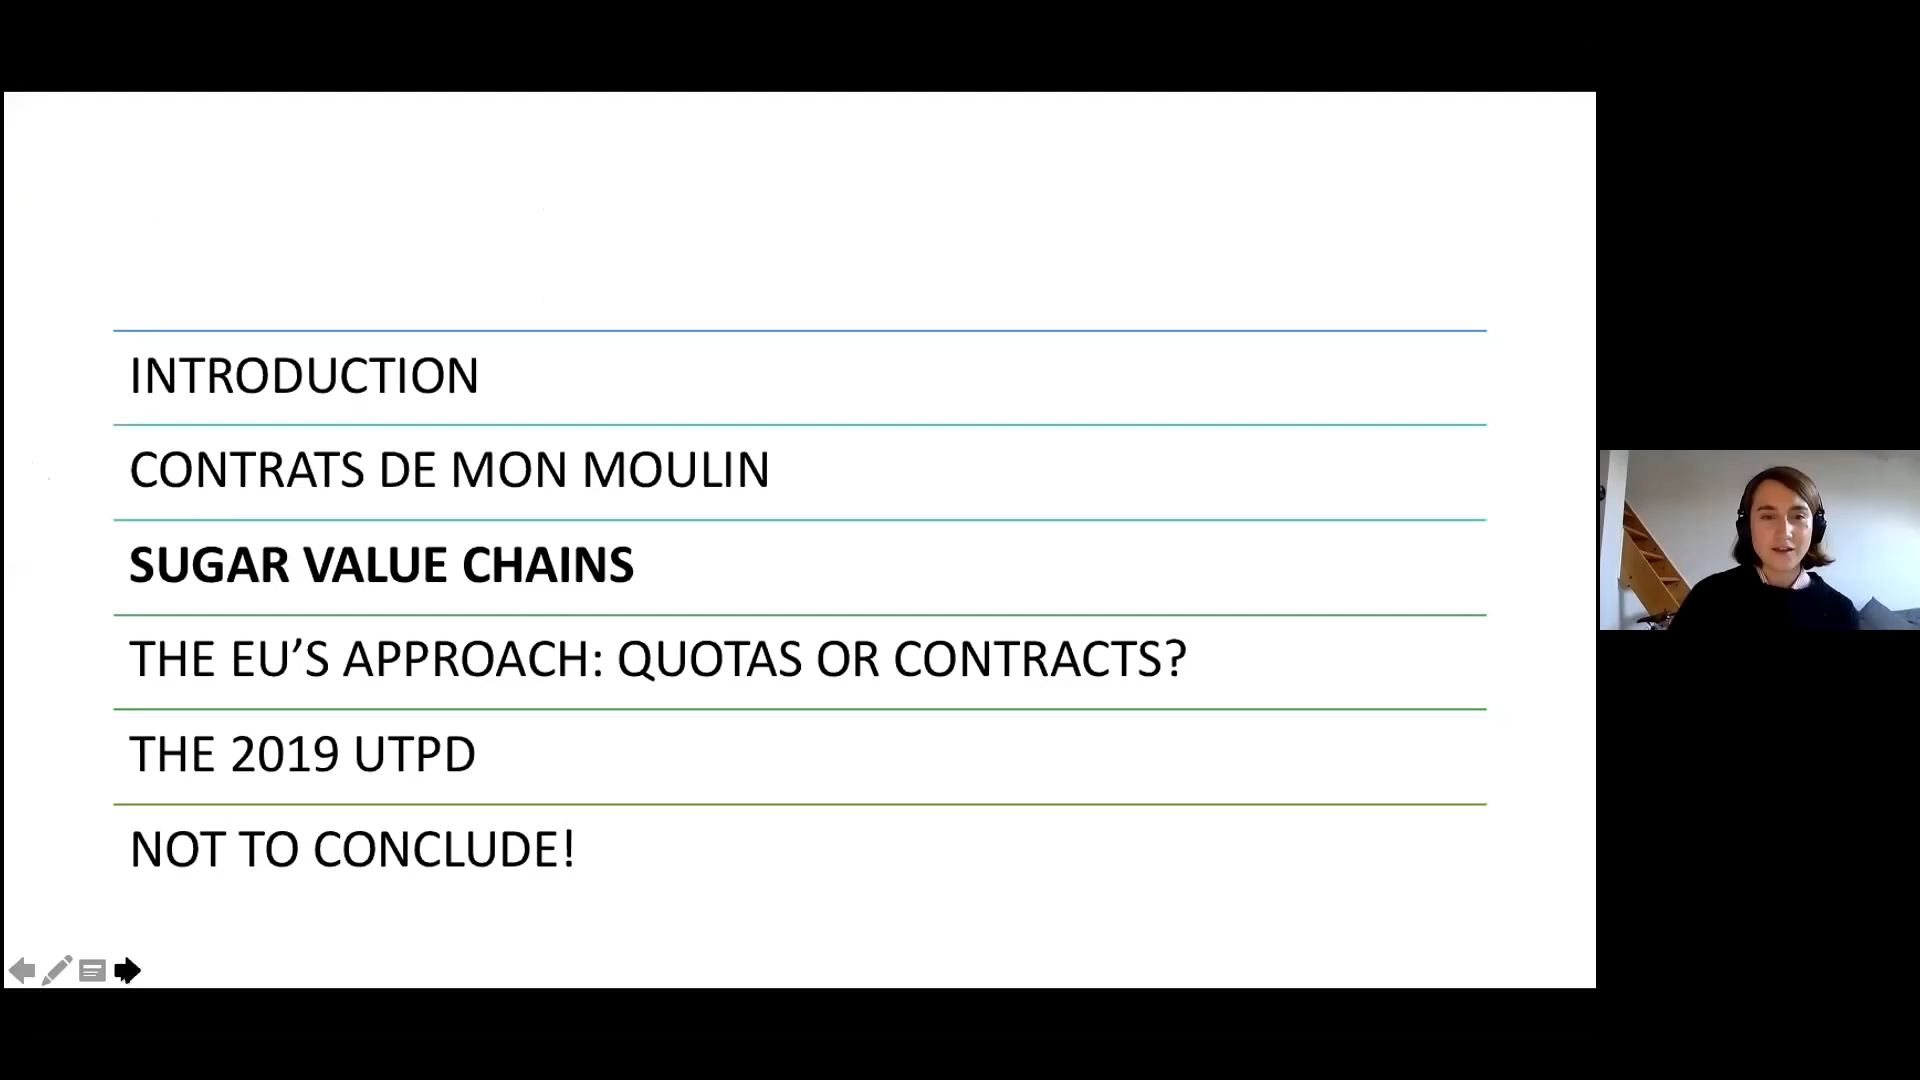 INTRODUCTION
CONTRATS DE MON MOULIN
SUGAR VALUE CHAINS
THE EU’S APPROACH: QUOTAS OR CONTRACTS?
THE 2019 UTPD
NOT TO CONCLUDE!